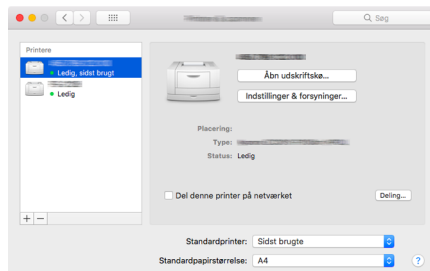 Søg
Printere
Ledig, sidst brugt
Ledig
Åbn udskriftskø...
Indstillinger & forsyninger...
Placering:
Type:
Status: Ledig
Del denne printer på netværket
Deling...
+ −
Standardprinter: Sidst brugte
Standardpapirstørrelse: A4
?